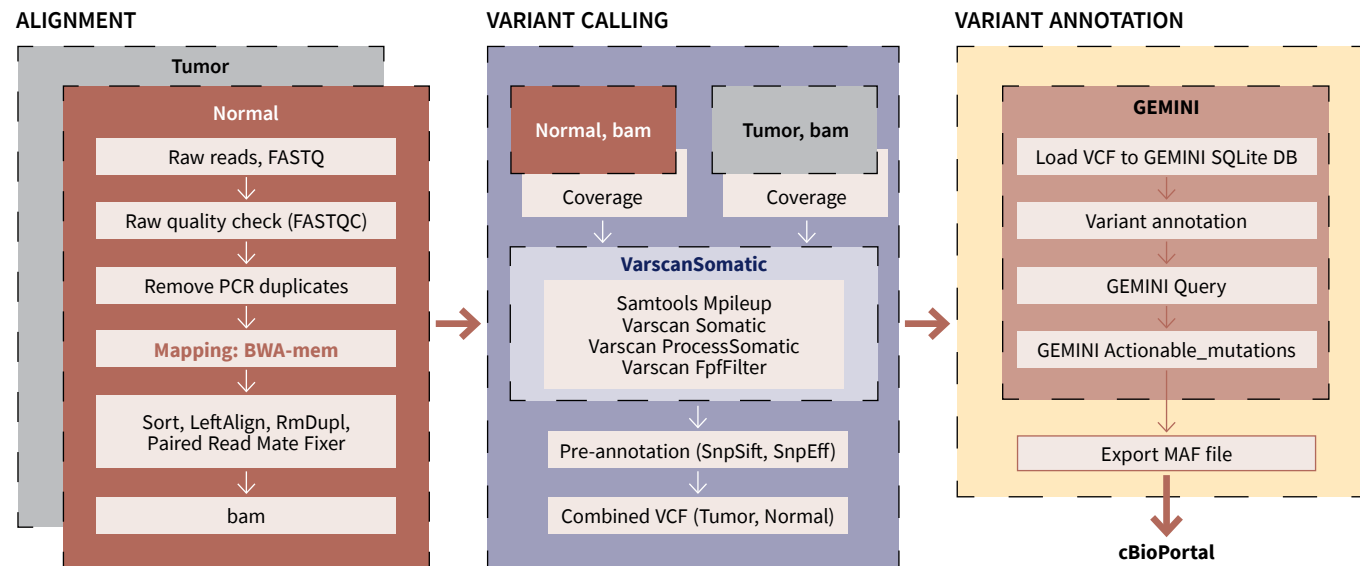 ALIGNMENT
Tumor
Normal
Raw reads, FASTQ
Raw quality check (FASTQC)
Remove PCR duplicates
Mapping: BWA-mem
Sort, LeftAlign, RmDupl,
Paired Read Mate Fixer
bam
VARIANT CALLING
Normal, bam
Tumor, bam
Coverage
Coverage
VarscanSomatic
Samtools Mpileup
Varscan Somatic
Varscan ProcessSomatic
Varscan FpfFilter
Pre-annotation (SnpSift, SnpEff)
Combined VCF (Tumor, Normal)
VARIANT ANNOTATION
GEMINI
Load VCF to GEMINI SQLite DB
Variant annotation
GEMINI Query
GEMINI Actionable_mutations
Export MAF file
cBioPortal